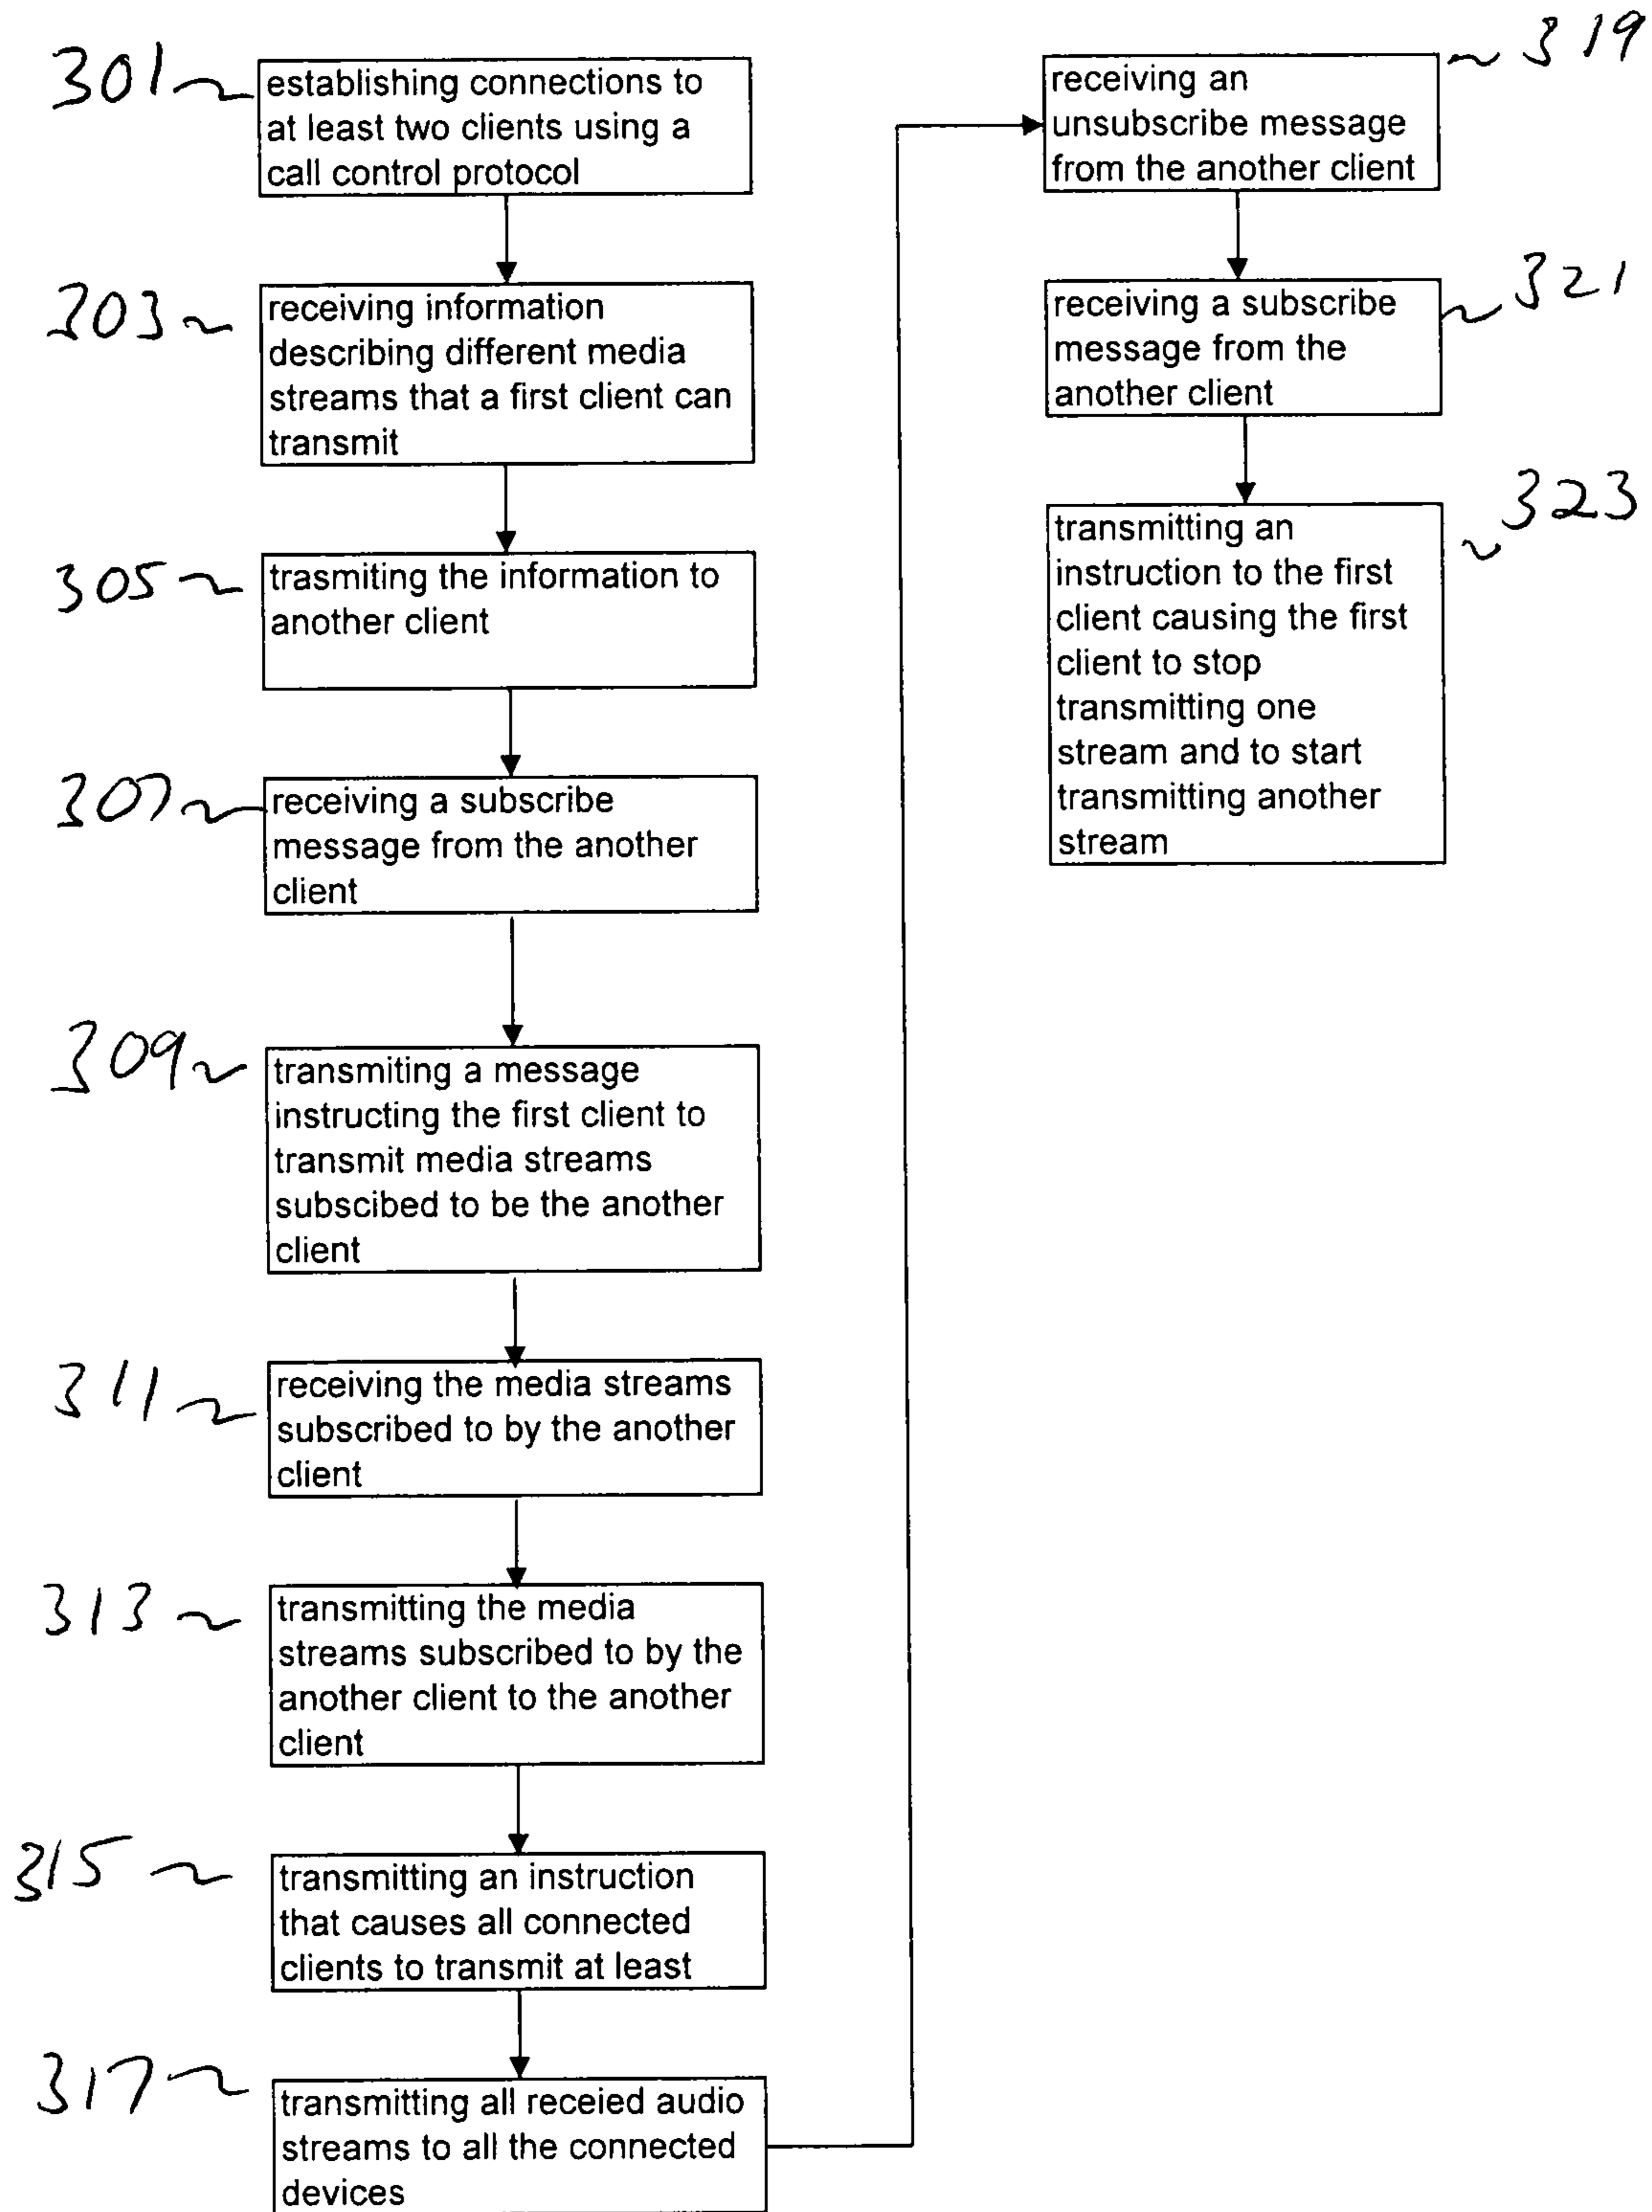 301
establishing connections to
at least two clients using a
call control protocol
303
receiving information
describing different media
streams that a first client can
transmit
305
trasmiting the information to
another client
307
receiving a subscribe
message from the another
client
309
transmiting a message
instructing the first client to
transmit media streams
subscibed to be the another
client
311
receiving the media streams
subscribed to by the another
client
313
transmitting the media
streams subscribed to by the
another client to the another
client
315
transmitting an instruction
that causes all connected
clients to transmit at least
317
transmitting all receied audio
streams to all the connected
devices
319
receiving an
unsubscribe message
from the another client
321
receiving a subscribe
message from the
another client
323
transmitting an
instruction to the first
client causing the first
client to stop
transmitting one
stream and to start
transmitting another
stream